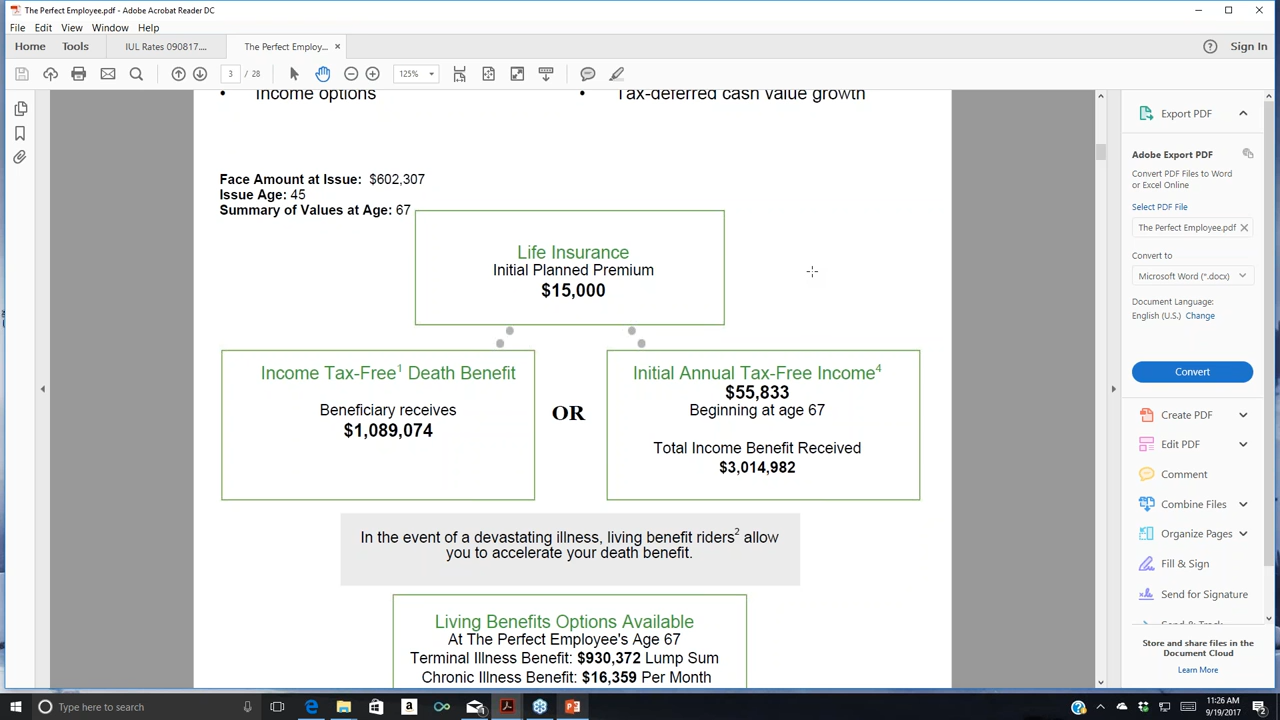 The Perfect Employee.pdf - Adobe Acrobat Reader DC
File Edit View Window Help
Home Tools IUL Rates 090817.... The Perfect Employ... ×
Sign In
3 / 28
125%
• Income options
• Tax-deferred cash value growth
Face Amount at Issue: $602,307
Issue Age: 45
Summary of Values at Age: 67
Life Insurance
Initial Planned Premium
$15,000
Income Tax-Free1 Death Benefit
Beneficiary receives
$1,089,074
OR
Initial Annual Tax-Free Income4
$55,833
Beginning at age 67
Total Income Benefit Received
$3,014,982
In the event of a devastating illness, living benefit riders2 allow
you to accelerate your death benefit.
Living Benefits Options Available
At The Perfect Employee's Age 67
Terminal Illness Benefit: $930,372 Lump Sum
Chronic Illness Benefit: $16,359 Per Month
Export PDF
Adobe Export PDF
Convert PDF Files to Word
or Excel Online
Select PDF File
The Perfect Employee.pdf
Convert to
Microsoft Word (*.docx)
Document Language:
English (U.S.) Change
Convert
Create PDF
Edit PDF
Comment
Combine Files
Organize Pages
Fill & Sign
Send for Signature
Send & Track
Store and share files in the
Document Cloud
Learn More
Type here to search
11:26 AM
9/19/2017